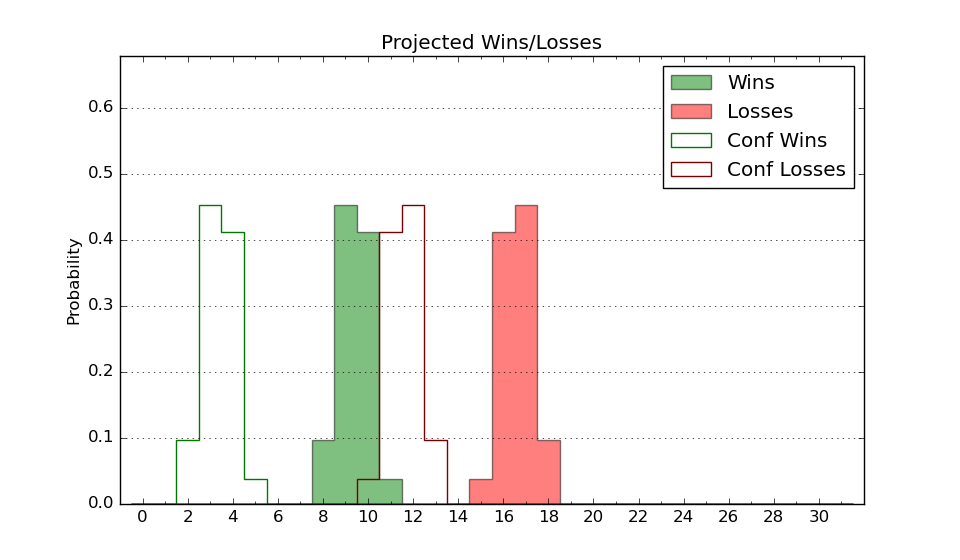 Projected Wins/Losses
Wins
Losses
Conf Wins
Conf Losses
Probability
0.6
0.5
0.4
0.3
0.2
0.1
0.0
0 2 4 6 8 10 12 14 16 18 20 22 24 26 28 30